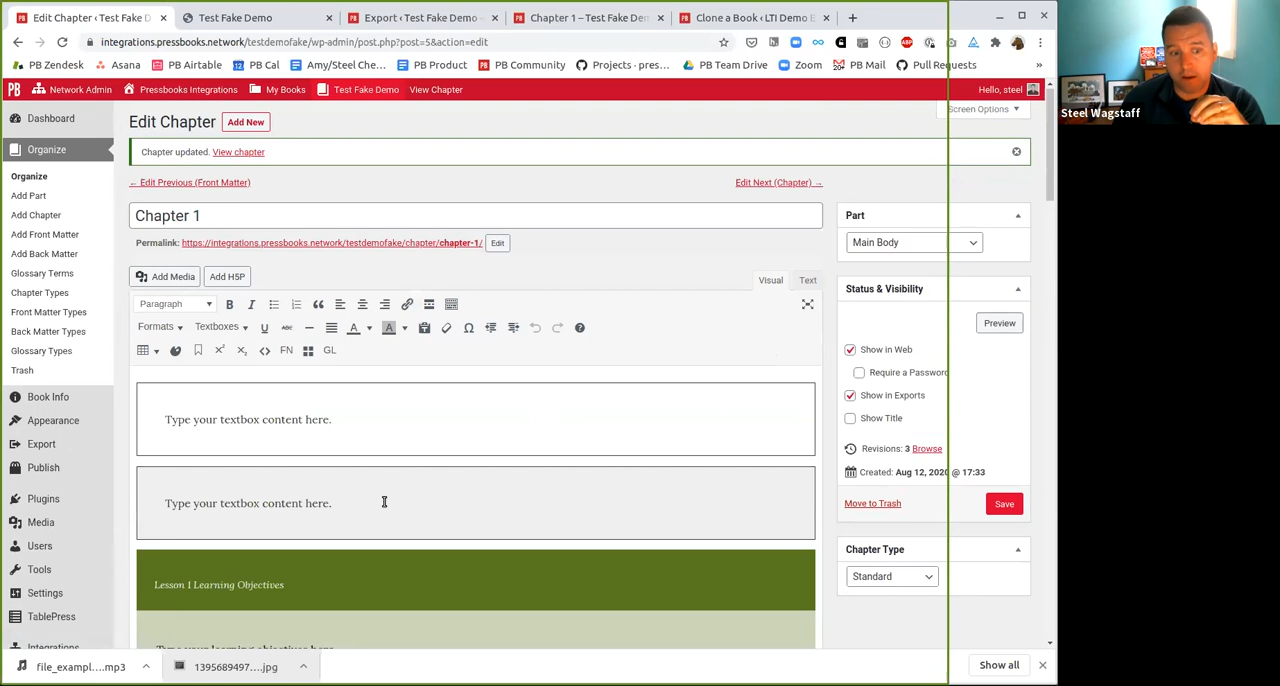 Edit Chapter ‹ Test Fake D
Test Fake Demo
Export ‹ Test Fake Demo —
Chapter 1 – Test Fake Dem
Clone a Book ‹ LTI Demo E
integrations.pressbooks.network/testdemofake/wp-admin/post.php?post=5&action=edit
PB Zendesk
Asana
PB Airtable
PB Cal
Amy/Steel Che…
PB Product
PB Community
Projects · pres…
PB Team Drive
Zoom
PB Mail
Pull Requests
»
PB
Network Admin
Pressbooks Integrations
My Books
Test Fake Demo
View Chapter
Hello, steel
Steel Wagstaff
Dashboard
Organize
Organize
Add Part
Add Chapter
Add Front Matter
Add Back Matter
Glossary Terms
Chapter Types
Front Matter Types
Back Matter Types
Glossary Types
Trash
Book Info
Appearance
Export
Publish
Plugins
Media
Users
Tools
Settings
TablePress
Integrations
Screen Options
Edit Chapter
Add New
Chapter updated. View chapter
← Edit Previous (Front Matter)
Edit Next (Chapter) →
Chapter 1
Permalink: https://integrations.pressbooks.network/testdemofake/chapter/chapter-1/
Edit
Add Media
Add H5P
Visual
Text
Paragraph
B
I
Formats
Textboxes
U
ABC
A
A
Ω
FN
GL
Type your textbox content here.
Type your textbox content here.
Lesson 1 Learning Objectives
Type your learning objectives here.
Part
Main Body
Status & Visibility
Preview
Show in Web
Require a Password
Show in Exports
Show Title
Revisions: 3 Browse
Created: Aug 12, 2020 @ 17:33
Move to Trash
Save
Chapter Type
Standard
file_exampl….mp3
1395689497….jpg
Show all